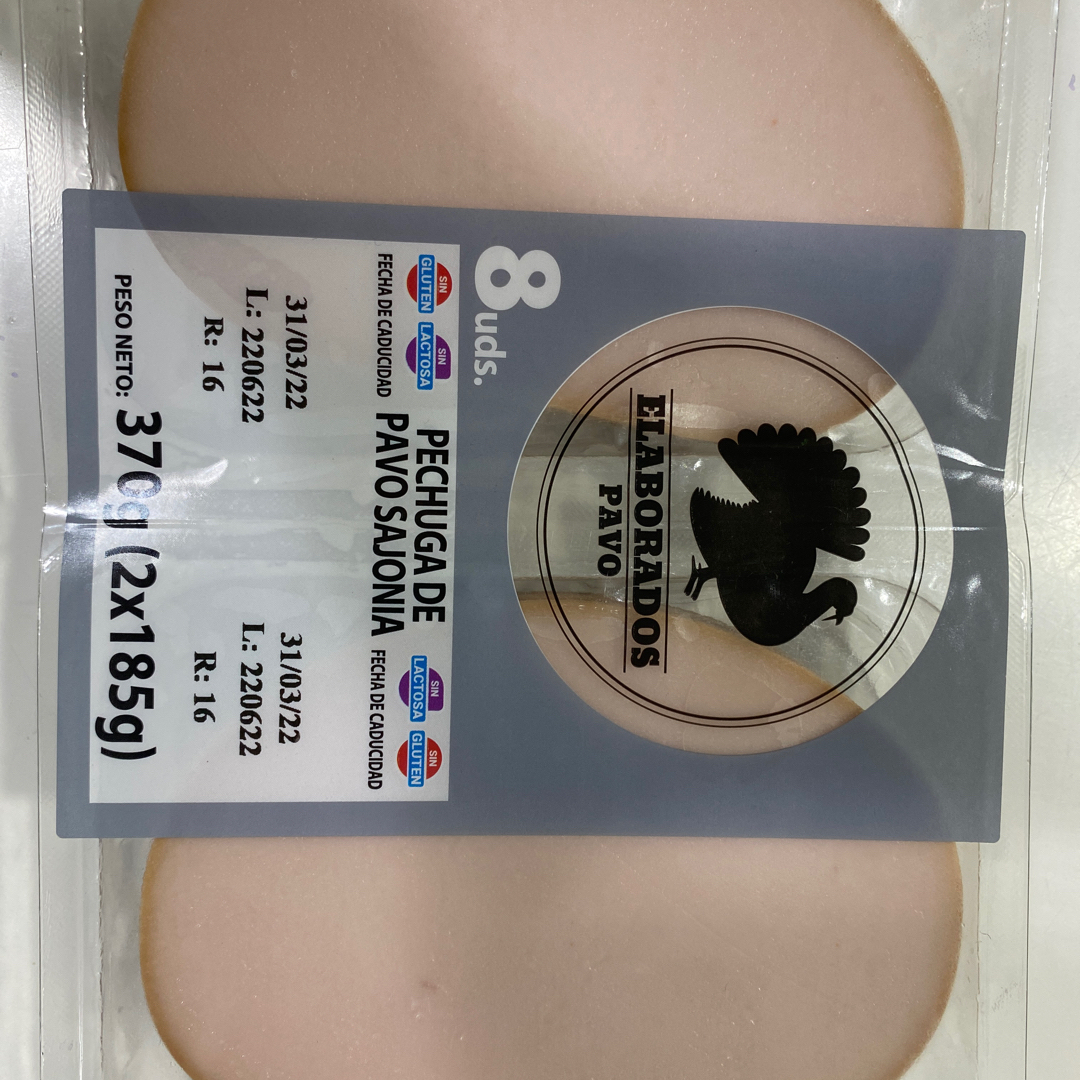 ELABORADOS
PAVO
8uds.
SIN GLUTEN
SIN LACTOSA
PECHUGA DE
PAVO SAJONIA
SIN LACTOSA
SIN GLUTEN
FECHA DE CADUCIDAD
FECHA DE CADUCIDAD
31/03/22
L: 220622
R: 16
31/03/22
L: 220622
R: 16
PESO NETO: 370g (2x185g)